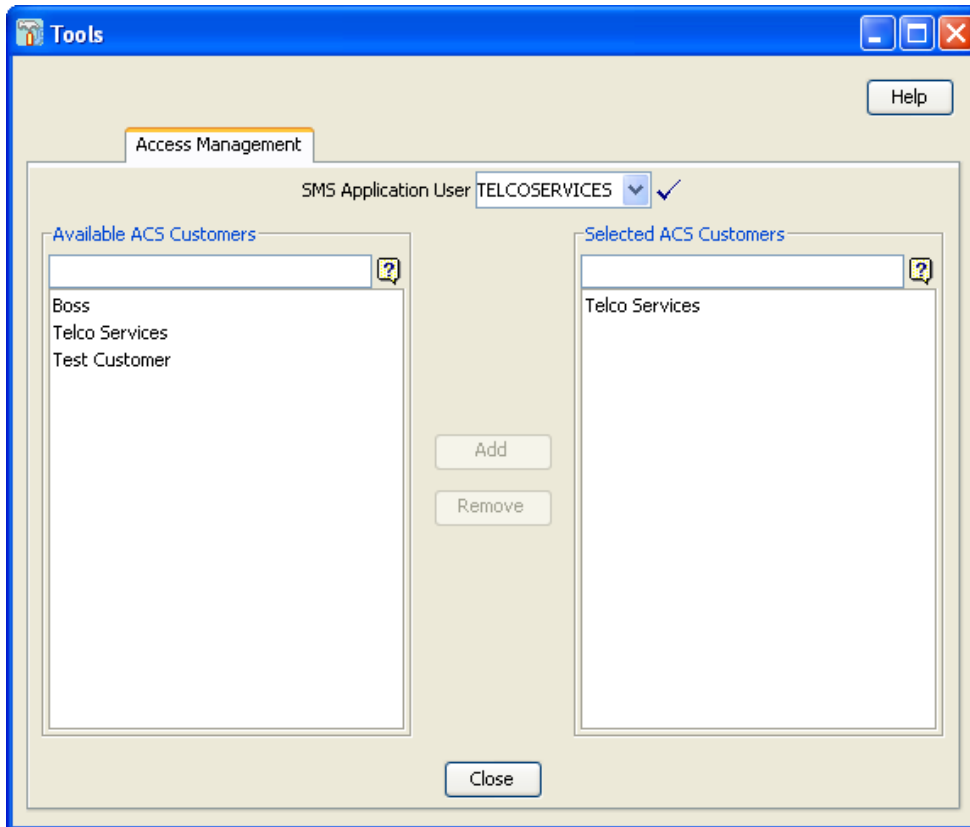 Tools
Help
Access Management
SMS Application User TELCOSERVICES
Available ACS Customers
Selected ACS Customers
?
?
Boss
Telco Services
Test Customer
Telco Services
Add
Remove
Close